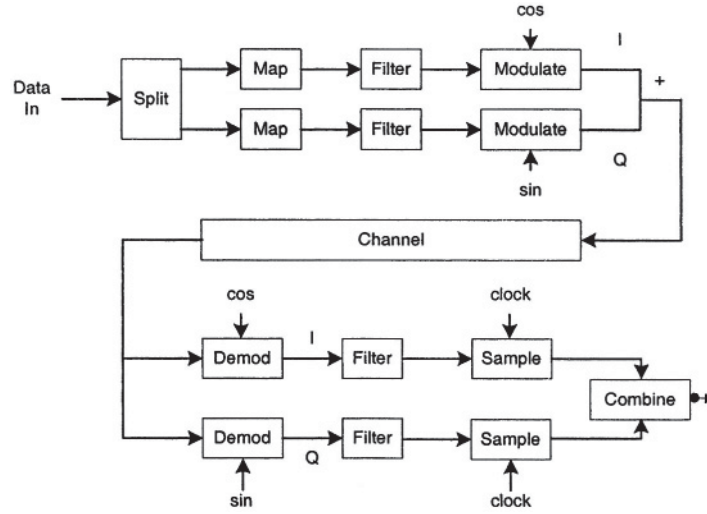 cos
I
Data
In
Split
Map
Filter
Modulate
+
Map
Filter
Modulate
Q
sin
Channel
cos
clock
I
Demod
Filter
Sample
Combine
Demod
Filter
Sample
Q
sin
clock